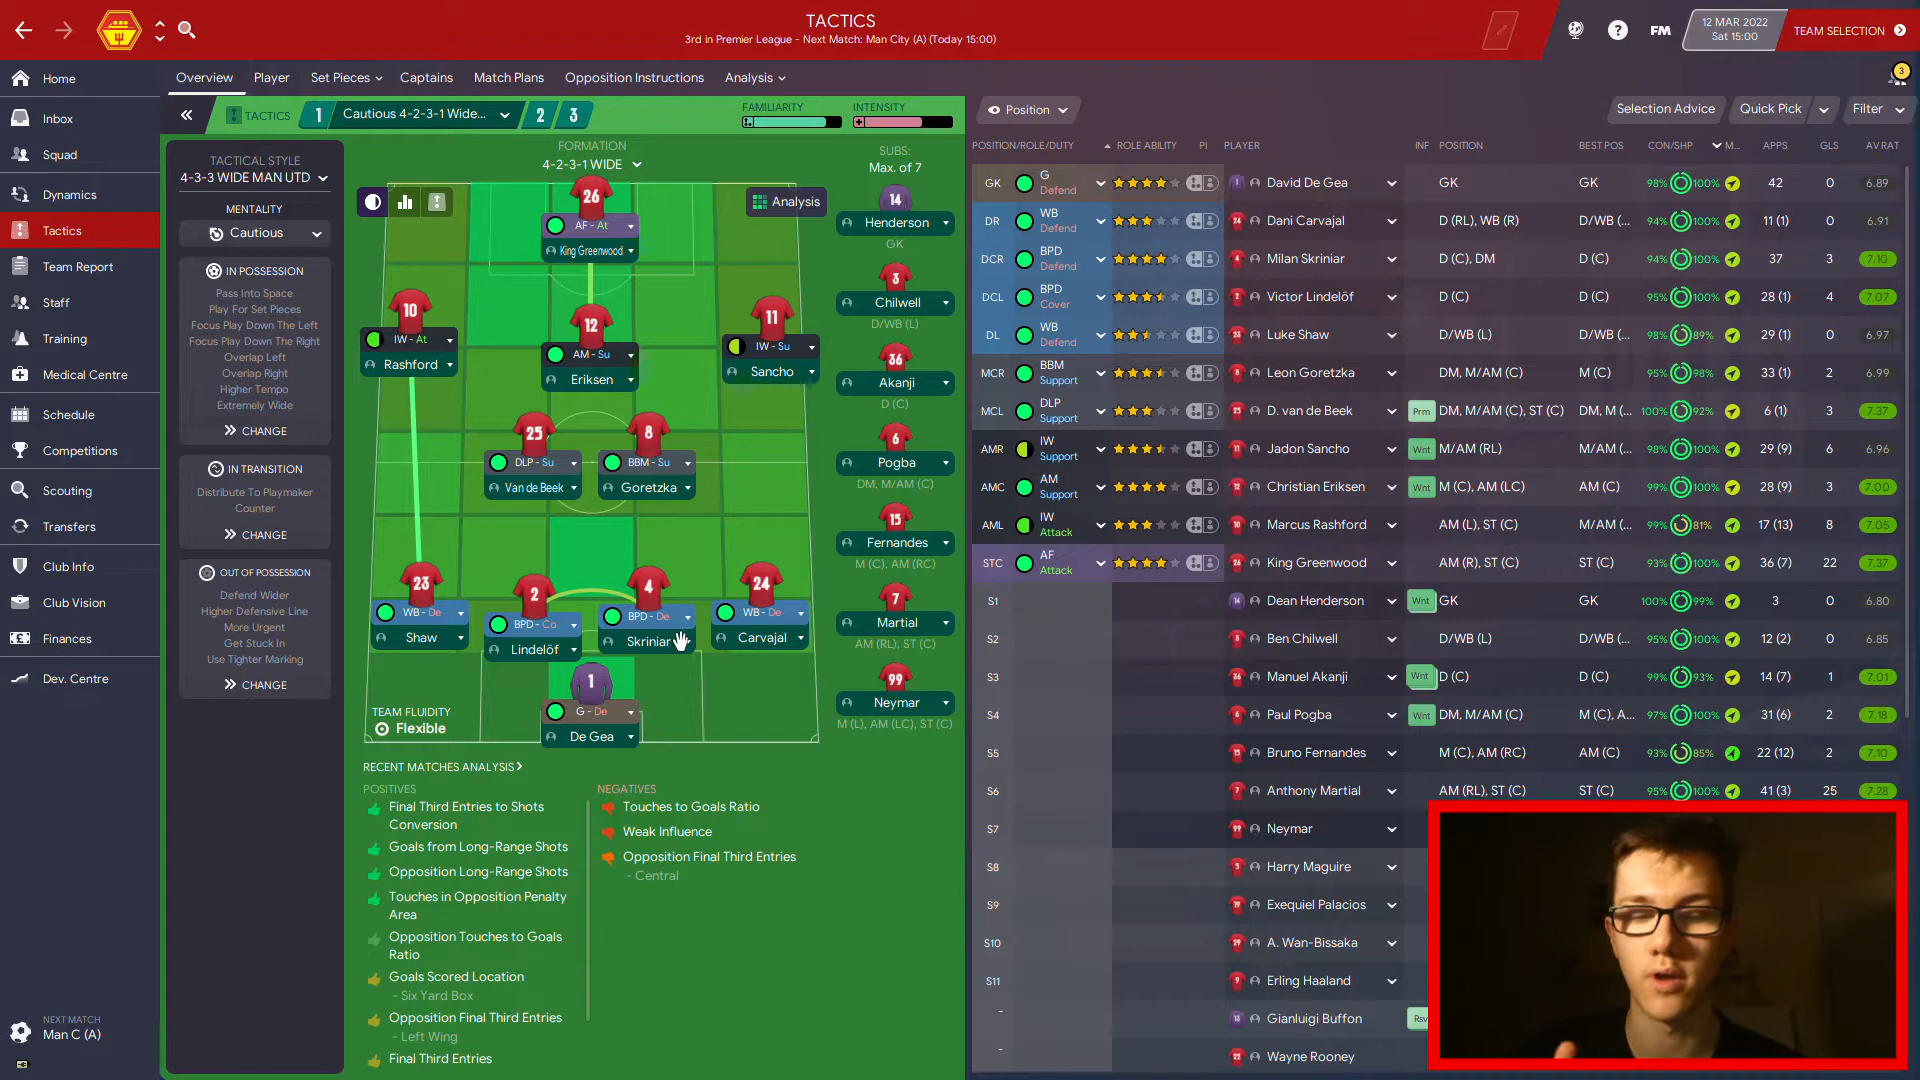 TACTICS
3rd in Premier League - Next Match: Man City (A) (Today 15:00)
FM
12 MAR 2022
Sat 15:00
TEAM SELECTION
Home
Inbox
Squad
Dynamics
Tactics
Team Report
Staff
Training
Medical Centre
Schedule
Competitions
Scouting
Transfers
Club Info
Club Vision
Finances
Dev. Centre
NEXT MATCH
Man C (A)
Overview Player Set Pieces Captains Match Plans Opposition Instructions Analysis
3
TACTICS 1 Cautious 4-2-3-1 Wide... 2 3
FAMILIARITY
INTENSITY
TACTICAL STYLE
4-3-3 WIDE MAN UTD
MENTALITY
Cautious
IN POSSESSION
Pass Into Space
Play For Set Pieces
Focus Play Down The Left
Focus Play Down The Right
Overlap Left
Overlap Right
Higher Tempo
Extremely Wide
CHANGE
IN TRANSITION
Distribute To Playmaker
Counter
CHANGE
OUT OF POSSESSION
Defend Wider
Higher Defensive Line
More Urgent
Get Stuck In
Use Tighter Marking
CHANGE
FORMATION
4-2-3-1 WIDE
Analysis
26
AF - At
King Greenwood
10
IW - At
Rashford
12
AM - Su
Eriksen
11
IW - Su
Sancho
25
DLP - Su
Van de Beek
8
BBM - Su
Goretzka
23
WB - De
Shaw
2
BPD - Co
Lindelöf
4
BPD - De
Skriniar
24
WB - De
Carvajal
1
G - De
De Gea
TEAM FLUIDITY
Flexible
SUBS:
Max. of 7
14
Henderson
GK
3
Chilwell
D/WB (L)
36
Akanji
D (C)
6
Pogba
DM, M/AM (C)
15
Fernandes
M (C), AM (RC)
7
Martial
AM (RL), ST (C)
99
Neymar
M (L), AM (LC), ST (C)
RECENT MATCHES ANALYSIS
POSITIVES
Final Third Entries to Shots
Conversion
Goals from Long-Range Shots
Opposition Long-Range Shots
Touches in Opposition Penalty
Area
Opposition Touches to Goals
Ratio
Goals Scored Location
- Six Yard Box
Opposition Final Third Entries
- Left Wing
Final Third Entries
NEGATIVES
Touches to Goals Ratio
Weak Influence
Opposition Final Third Entries
- Central
Position
Selection Advice
Quick Pick
Filter
POSITION/ROLE/DUTY ROLE ABILITY PI PLAYER INF POSITION BEST POS CON/SHP M... APPS GLS AV RAT
GK G Defend David De Gea GK GK 98% 100% 42 0 6.89
DR WB Defend Dani Carvajal D (RL), WB (R) D/WB (... 94% 100% 11 (1) 0 6.91
DCR BPD Defend Milan Skriniar D (C), DM D (C) 94% 100% 37 3 7.10
DCL BPD Cover Victor Lindelöf D (C) D (C) 95% 100% 28 (1) 4 7.07
DL WB Defend Luke Shaw D/WB (L) D/WB (... 98% 89% 29 (1) 0 6.97
MCR BBM Support Leon Goretzka DM, M/AM (C) M (C) 95% 98% 33 (1) 2 6.99
MCL DLP Support D. van de Beek Prm DM, M/AM (C), ST (C) DM, M (... 100% 92% 6 (1) 3 7.37
AMR IW Support Jadon Sancho Wnt M/AM (RL) M/AM (... 98% 100% 29 (9) 6 6.96
AMC AM Support Christian Eriksen Wnt M (C), AM (LC) AM (C) 99% 100% 28 (9) 3 7.00
AML IW Attack Marcus Rashford AM (L), ST (C) M/AM (... 99% 81% 17 (13) 8 7.05
STC AF Attack King Greenwood AM (R), ST (C) ST (C) 93% 100% 36 (7) 22 7.37
S1 Dean Henderson Wnt GK GK 100% 99% 3 0 6.80
S2 Ben Chilwell D/WB (L) D/WB (... 95% 100% 12 (2) 0 6.85
S3 Manuel Akanji Wnt D (C) D (C) 99% 93% 14 (7) 1 7.01
S4 Paul Pogba Wnt DM, M/AM (C) M (C), A... 97% 100% 31 (6) 2 7.18
S5 Bruno Fernandes M (C), AM (RC) AM (C) 93% 85% 22 (12) 2 7.10
S6 Anthony Martial AM (RL), ST (C) ST (C) 95% 100% 41 (3) 25 7.28
S7 Neymar
S8 Harry Maguire
S9 Exequiel Palacios
S10 A. Wan-Bissaka
S11 Erling Haaland
- Gianluigi Buffon Rsv
- Wayne Rooney